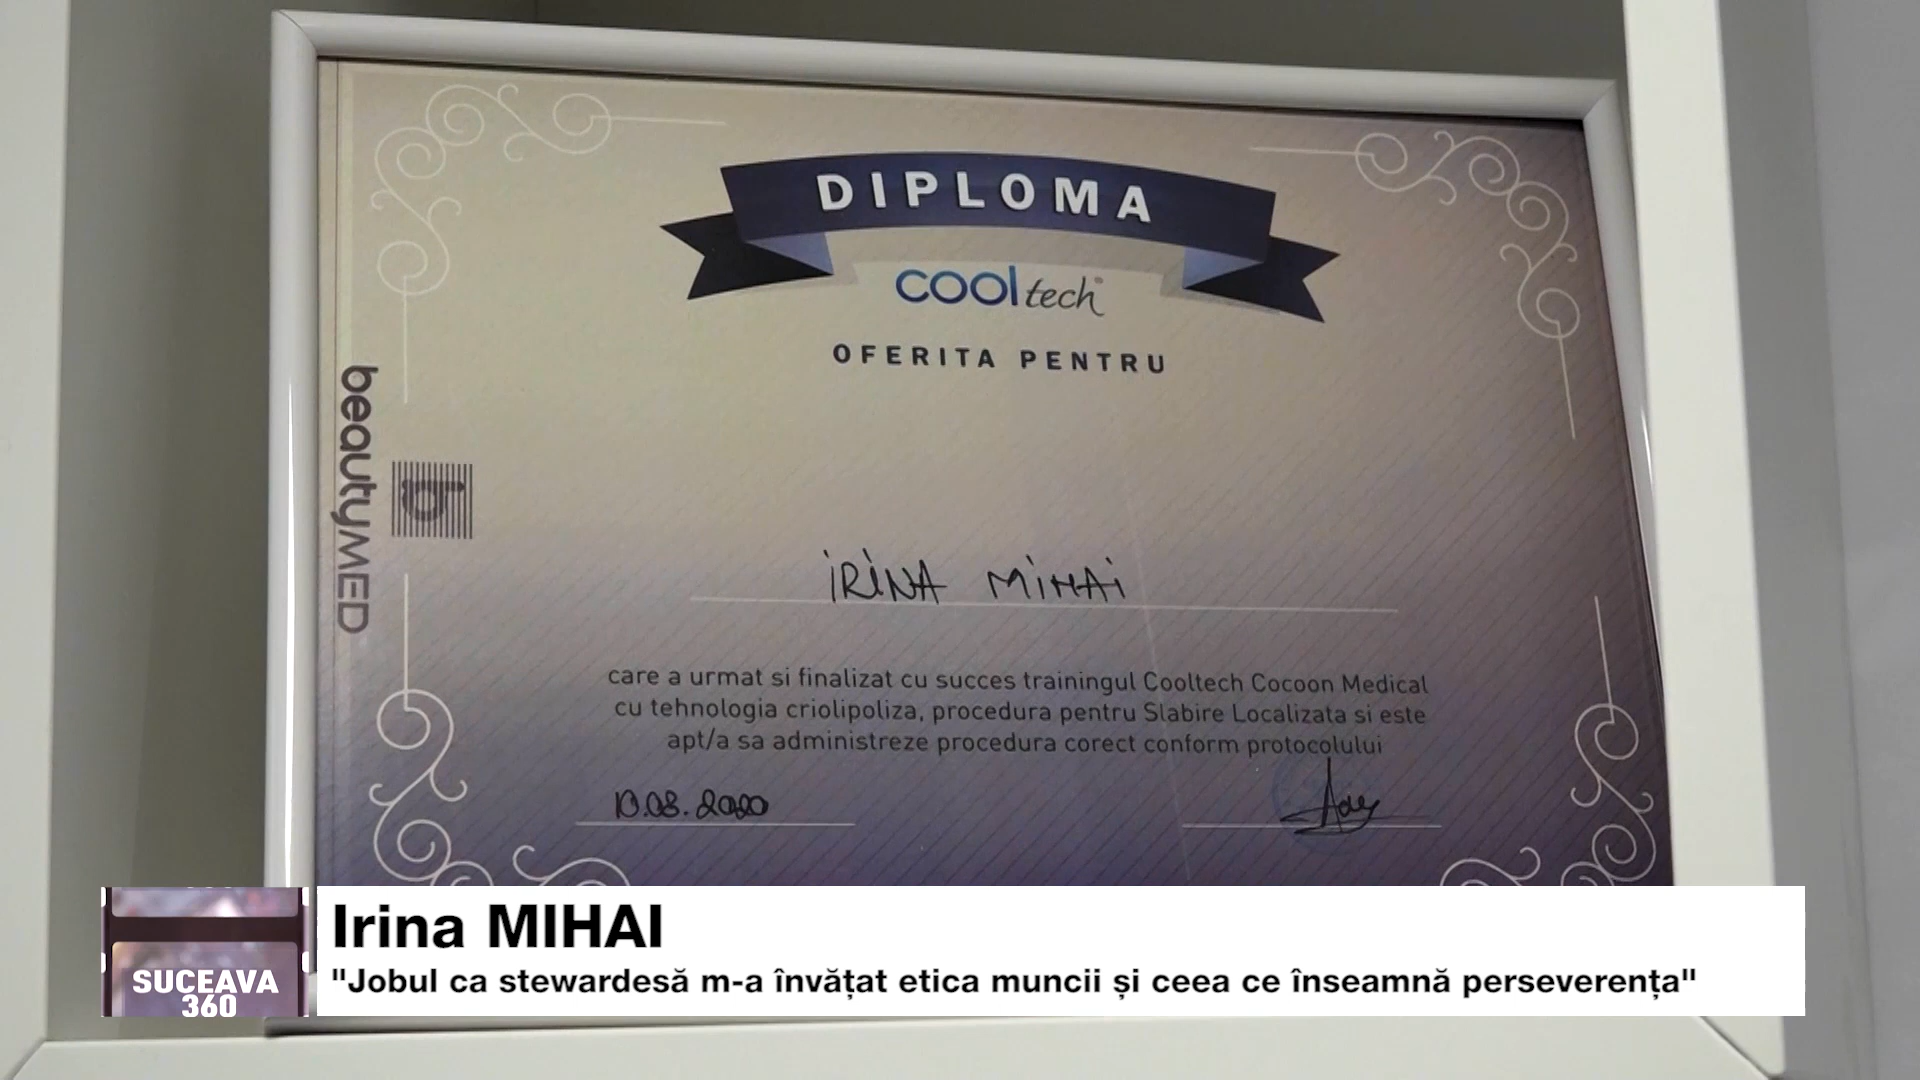 DIPLOMA
cooltech
OFERITA PENTRU
beautyMED
IRINA MIHAI
care a urmat si finalizat cu succes trainingul Cooltech Cocoon Medical
cu tehnologia criolipoliza, procedura pentru Slabire Localizata si este
apt/a sa administreze procedura corect conform protocolului
10.08.2020
Irina MIHAI
"Jobul ca stewardesă m-a învățat etica muncii și ceea ce înseamnă perseverența"
SUCEAVA
360